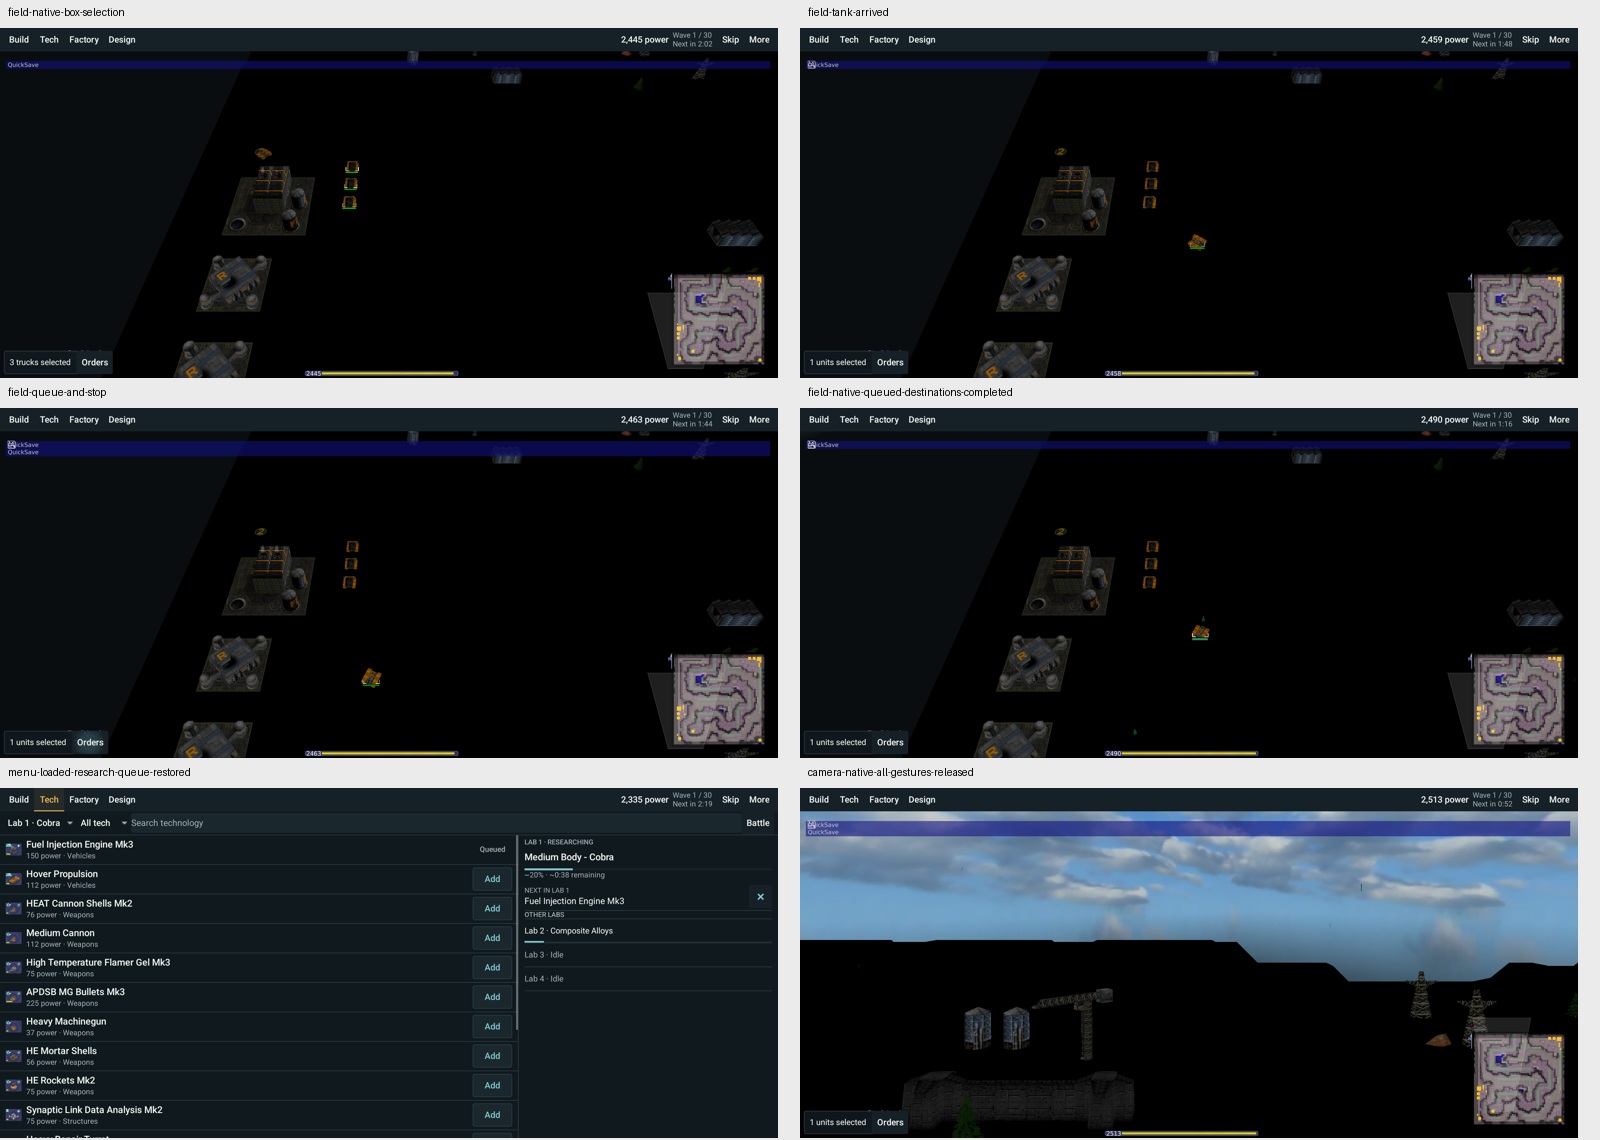 field-native-box-selection
Build Tech Factory Design 2,445 power Wave 1 / 30 Next in 2:02 Skip More
QuickSave
3 trucks selected Orders
2445
field-tank-arrived
Build Tech Factory Design 2,459 power Wave 1 / 30 Next in 1:48 Skip More
1 units selected Orders
2458
field-queue-and-stop
Build Tech Factory Design 2,463 power Wave 1 / 30 Next in 1:44 Skip More
QuickSave
1 units selected Orders
2463
field-native-queued-destinations-completed
Build Tech Factory Design 2,490 power Wave 1 / 30 Next in 1:16 Skip More
1 units selected Orders
2490
menu-loaded-research-queue-restored
Build Tech Factory Design 2,335 power Wave 1 / 30 Next in 2:19 Skip More
Lab 1 · Cobra All tech Search technology Battle
Fuel Injection Engine Mk3
150 power · Vehicles
Queued
Hover Propulsion
112 power · Vehicles
Add
HEAT Cannon Shells Mk2
76 power · Weapons
Add
Medium Cannon
112 power · Weapons
Add
High Temperature Flamer Gel Mk3
75 power · Weapons
Add
APDSB MG Bullets Mk3
225 power · Weapons
Add
Heavy Machinegun
37 power · Weapons
Add
HE Mortar Shells
56 power · Weapons
Add
HE Rockets Mk2
75 power · Weapons
Add
Synaptic Link Data Analysis Mk2
75 power · Structures
Add
LAB 1 · RESEARCHING
Medium Body - Cobra
~20% · ~0:38 remaining
NEXT IN LAB 1
Fuel Injection Engine Mk3
OTHER LABS
Lab 2 · Composite Alloys
Lab 3 · Idle
Lab 4 · Idle
camera-native-all-gestures-released
Build Tech Factory Design 2,513 power Wave 1 / 30 Next in 0:52 Skip More
QuickSave
1 units selected Orders
2513